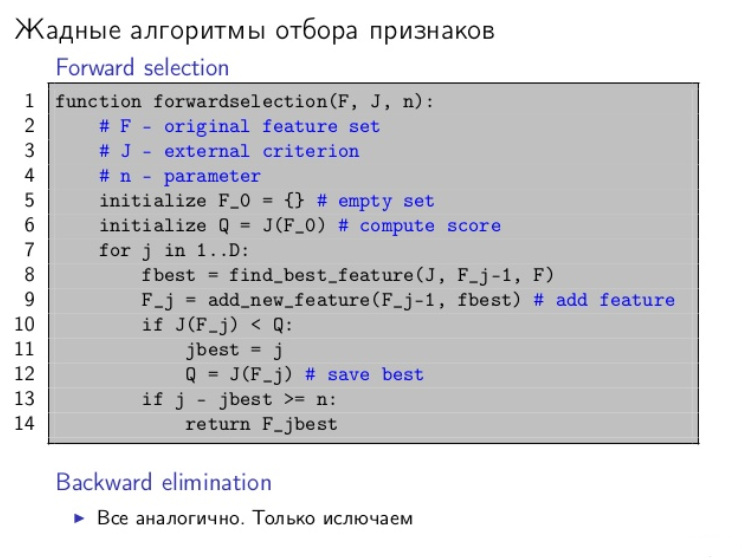 Жадные алгоритмы отбора признаков
Forward selection
1 function forwardselection(F, J, n):
2     # F - original feature set
3     # J - external criterion
4     # n - parameter
5     initialize F_0 = {} # empty set
6     initialize Q = J(F_0) # compute score
7     for j in 1..D:
8         fbest = find_best_feature(J, F_j-1, F)
9         F_j = add_new_feature(F_j-1, fbest) # add feature
10         if J(F_j) < Q:
11             jbest = j
12             Q = J(F_j) # save best
13         if j - jbest >= n:
14             return F_jbest
Backward elimination
▶ Все аналогично. Только ислючаем